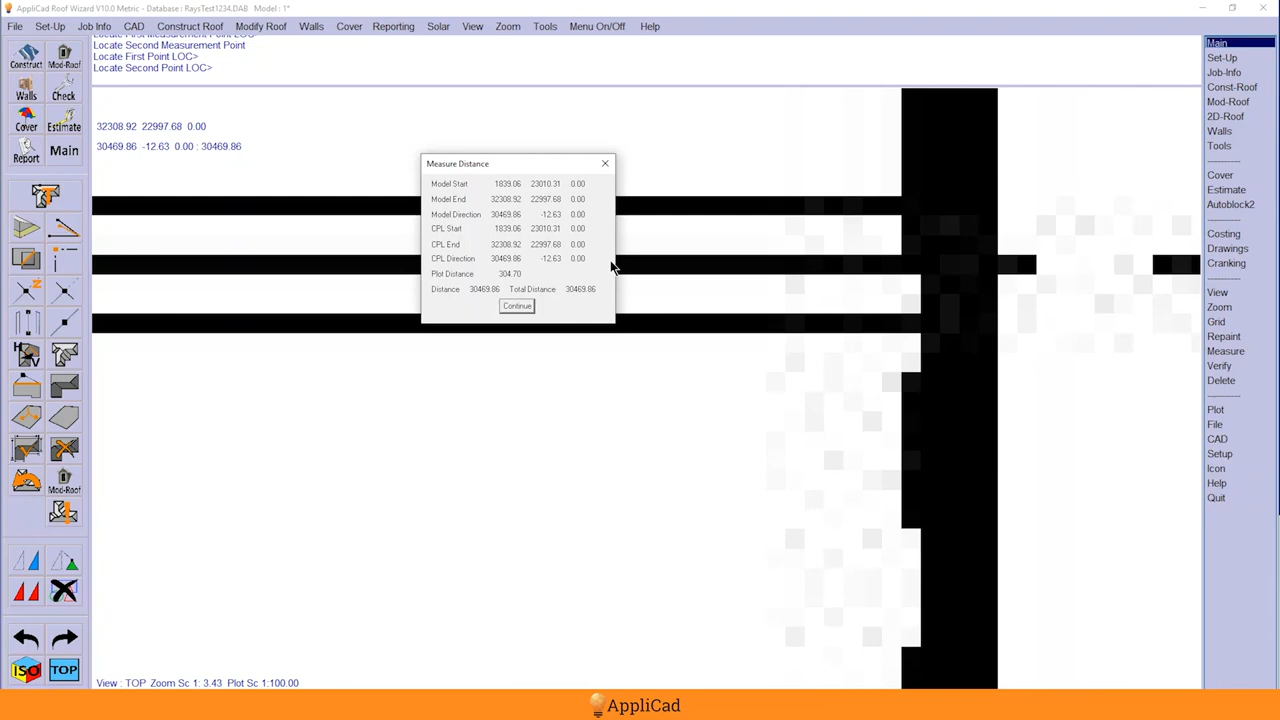 AppliCad Roof Wizard V10.0 Metric - Database : RaysTest1234.DAB Model : 1*
File Set-Up Job Info CAD Construct Roof Modify Roof Walls Cover Reporting Solar View Zoom Tools Menu On/Off Help
Locate Second Measurement Point
Locate First Point LOC>
Locate Second Point LOC>
Construct Mod-Roof
Walls Check
Cover Estimate
Report Main
Mod-Roof
ISO TOP
32308.92 22997.68 0.00
30469.86 -12.63 0.00 : 30469.86
Measure Distance
Model Start 1839.06 23010.31 0.00
Model End 32308.92 22997.68 0.00
Model Direction 30469.86 -12.63 0.00
CPL Start 1839.06 23010.31 0.00
CPL End 32308.92 22997.68 0.00
CPL Direction 30469.86 -12.63 0.00
Plot Distance 304.70
Distance 30469.86 Total Distance 30469.86
Continue
Main
Set-Up
Job-Info
Const-Roof
Mod-Roof
2D-Roof
Walls
Tools
Cover
Estimate
Autoblock2
Costing
Drawings
Cranking
View
Zoom
Grid
Repaint
Measure
Verify
Delete
Plot
File
CAD
Setup
Icon
Help
Quit
View : TOP Zoom Sc 1: 3.43 Plot Sc 1:100.00
AppliCad